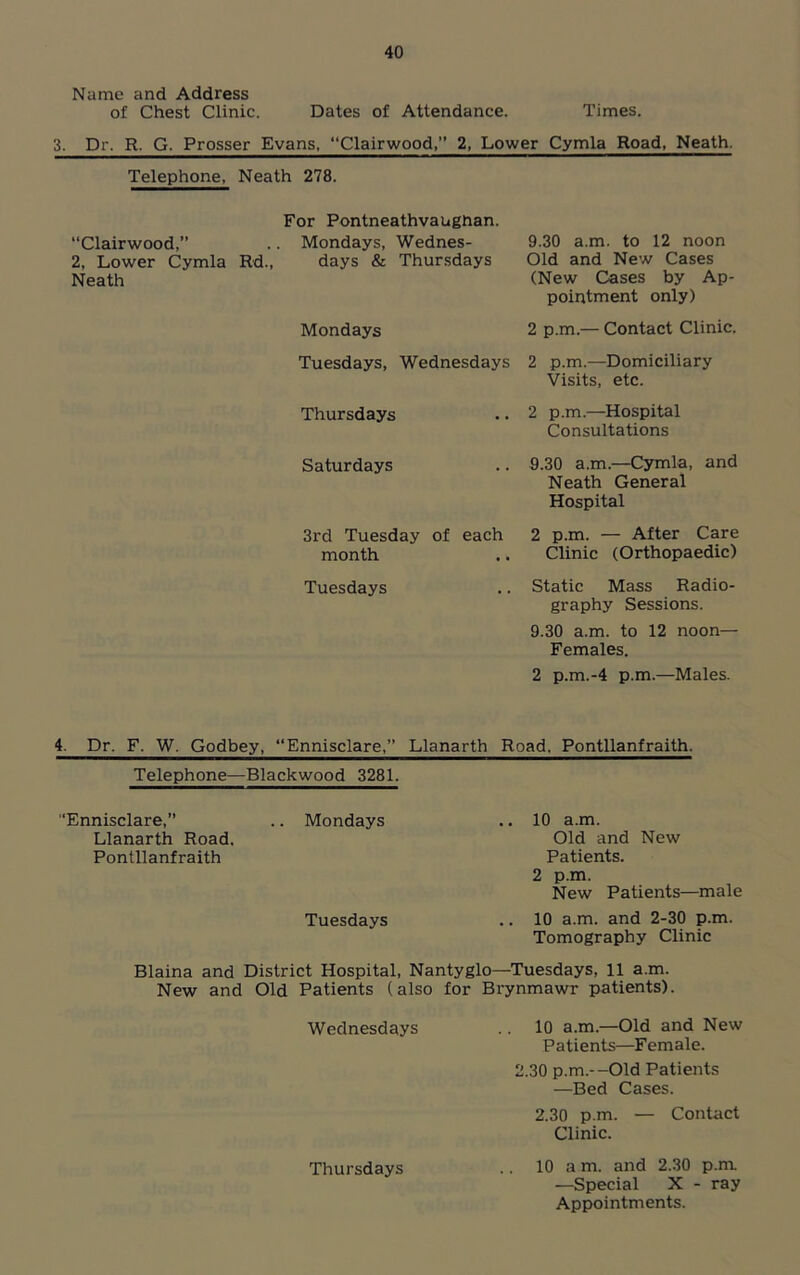 40
Name and Address
of Chest Clinic. Dates of Attendance. Times.
3. Dr. R. G. Prosser Evans, “Clairwood,” 2, Lower Cymla Road, Neath.
Telephone, Neath 278.
For Pontneathvaughan.
“Clairwood,” .. Mondays, Wednes- 9.30 a.m. to 12 noon
2, Lower Cymla Rd., days & Thursdays Old and New Cases
Neath (New Cases by Ap-
pointment only)
Mondays 2 p.m.— Contact Clinic.
Tuesdays, Wednesdays 2 p.m.—Domiciliary
Visits, etc.
Thursdays .. 2 p.m.—Hospital
Consultations
Saturdays .. 9.30 a.m.—Cymla, and
Neath General
Hospital
3rd Tuesday of each 2 p.m. — After Care
month .. Clinic (Orthopaedic)
Tuesdays .. Static Mass Radio-
graphy Sessions.
9.30 a.m. to 12 noon—
Females.
2 p.m.-4 p.m.—Males.
4. Dr. F. W. Godbey, “Ennisclare,” Llanarth Road, Pontllanfraith.
Telephone—Blackwood 3281.
“Ennisclare,” .. Mondays .. 10 a.m.
Llanarth Road, Old and New
Pontllanfraith Patients.
2 p.m.
New Patients—male
Tuesdays .. 10 a.m. and 2-30 p.m.
Tomography Clinic
Blaina and District Hospital, Nantyglo—Tuesdays, 11 a.m.
New and Old Patients (also for Brynmawr patients).
Wednesdays .. 10 a.m.—Old and New
Patients—Female.
2.30 p.m.--Old Patients
—Bed Cases.
2.30 p.m. — Contact
Clinic.
Thursdays .. 10 a m. and 2.30 p.m.
—Special X - ray
Appointments.